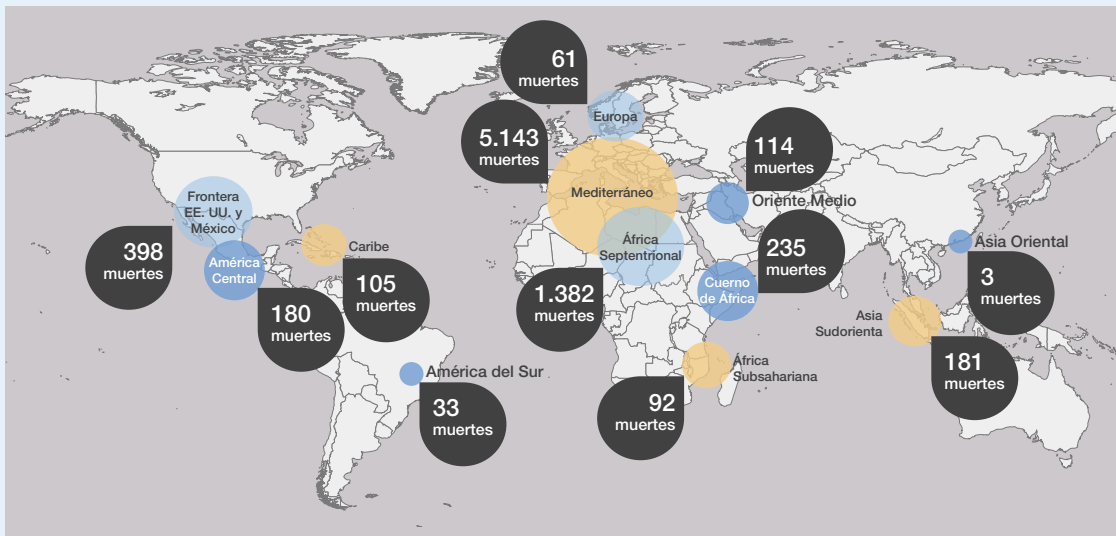 61
muertes
Europa
5.143
muertes
Mediterráneo
114
muertes
Oriente Medio
Frontera
EE. UU. y
México
398
muertes
América
Central
180
muertes
Caribe
105
muertes
África
Septentrional
1.382
muertes
235
muertes
Cuerno
de África
Asia Oriental
3
muertes
Asia
Sudorienta
181
muertes
América del Sur
33
muertes
África
Subsahariana
92
muertes